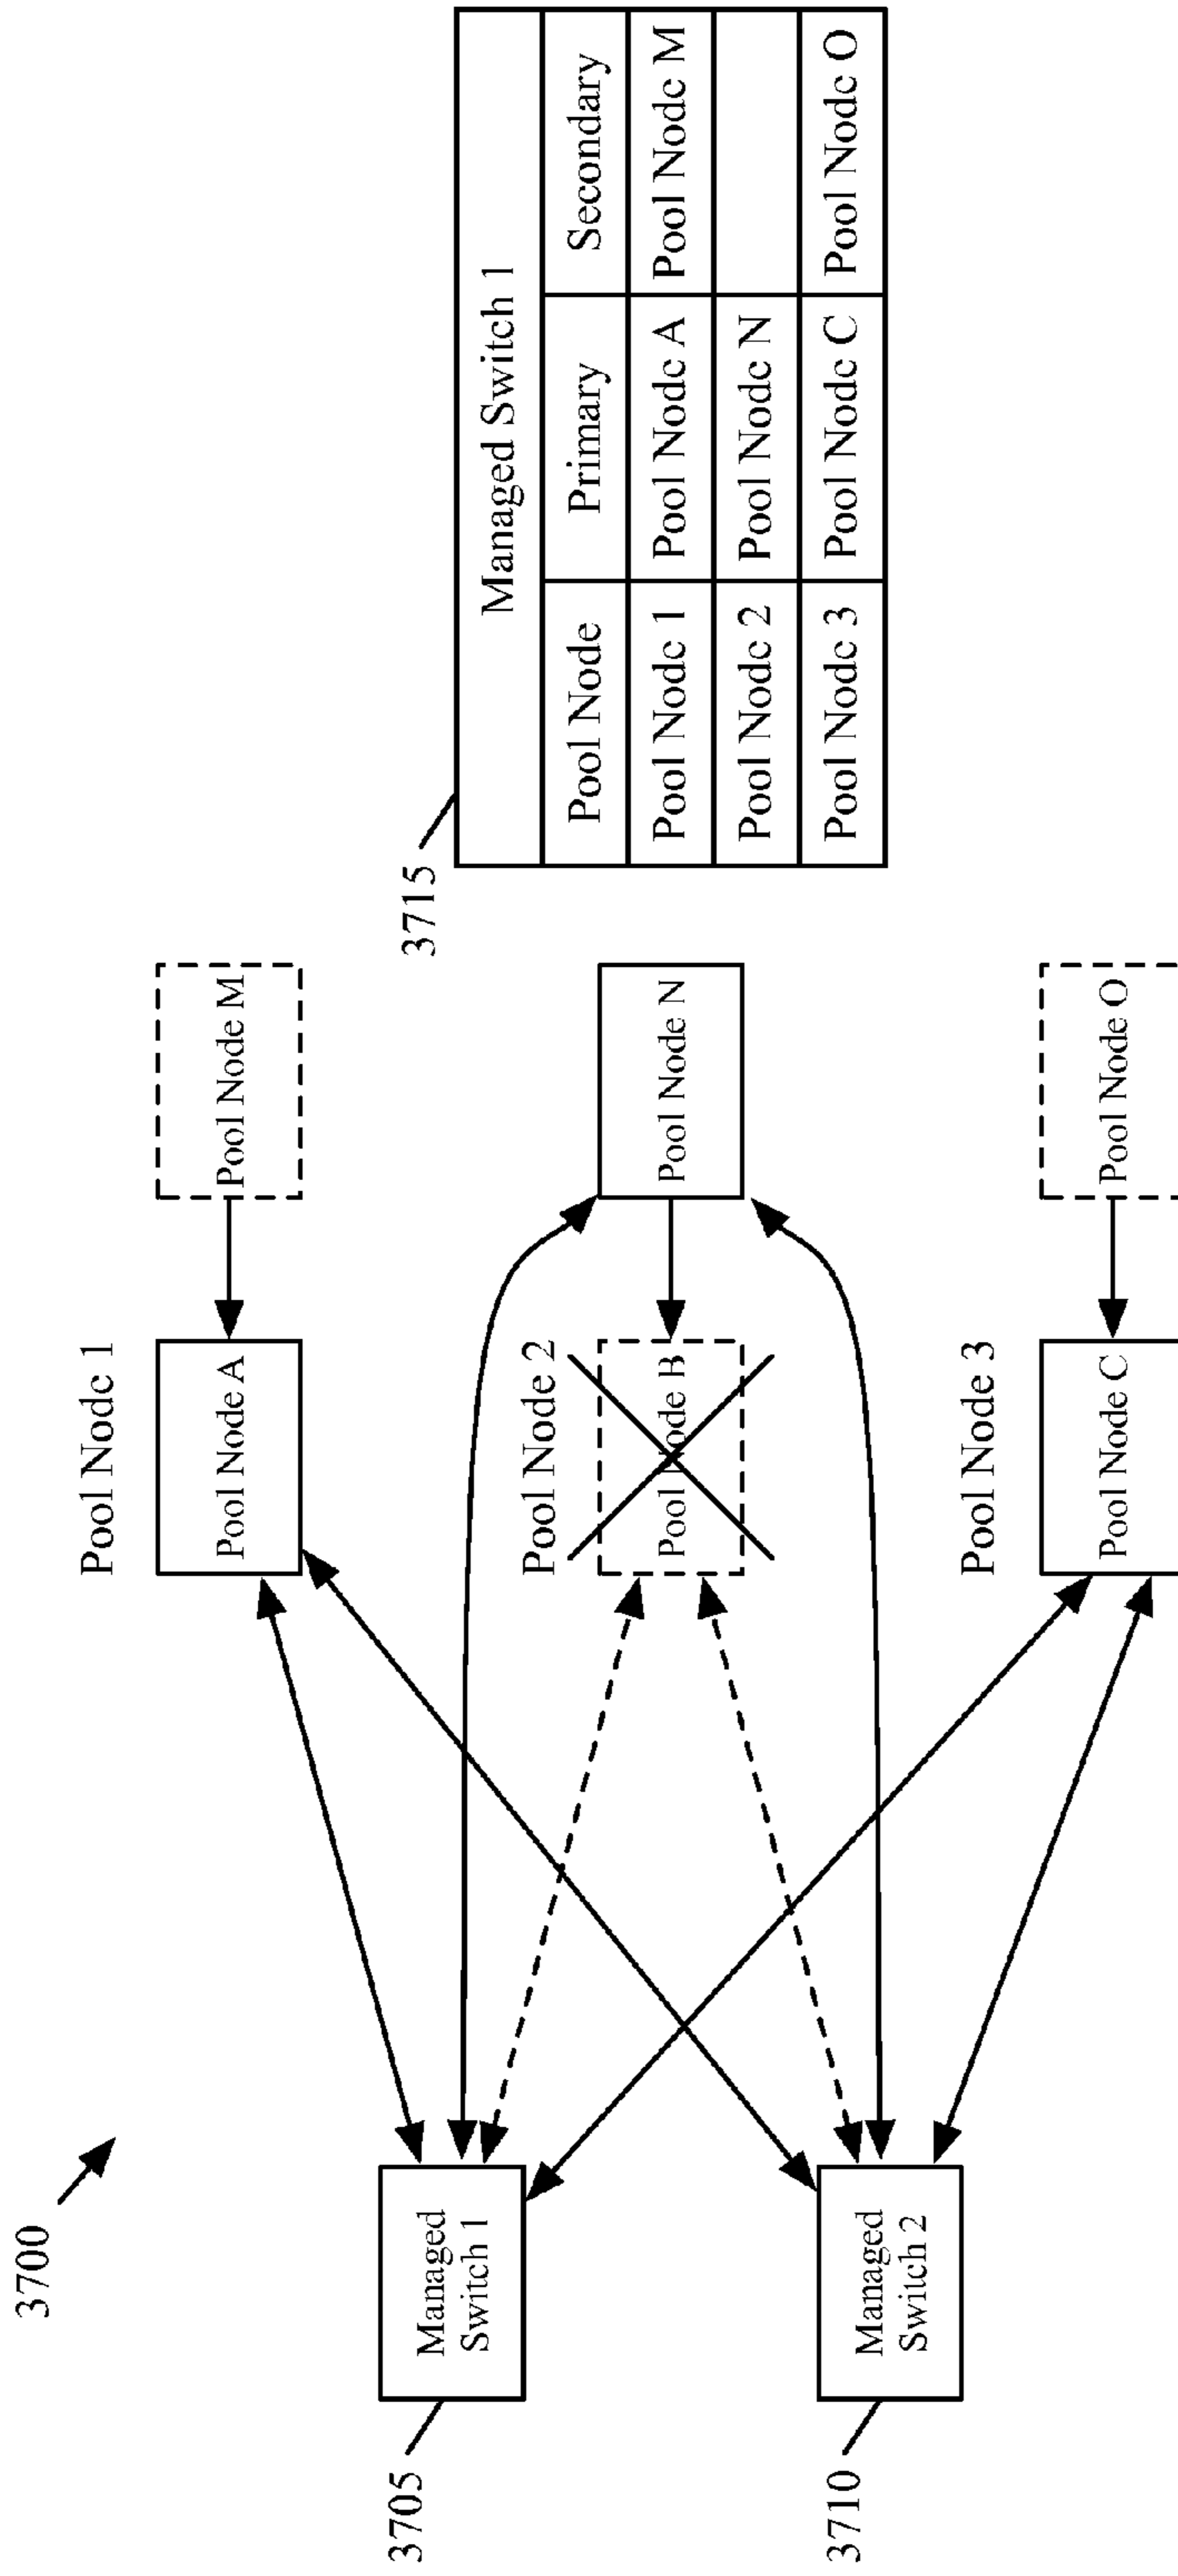 3700
Pool Node 1
Pool Node A
Pool Node M
3705
Managed
Switch 1
Pool Node 2
Pool Node B
Pool Node N
3710
Managed
Switch 2
Pool Node 3
Pool Node C
Pool Node O
3715
Managed Switch 1
Pool Node Primary Secondary
Pool Node 1 Pool Node A Pool Node M
Pool Node 2 Pool Node N
Pool Node 3 Pool Node C Pool Node O